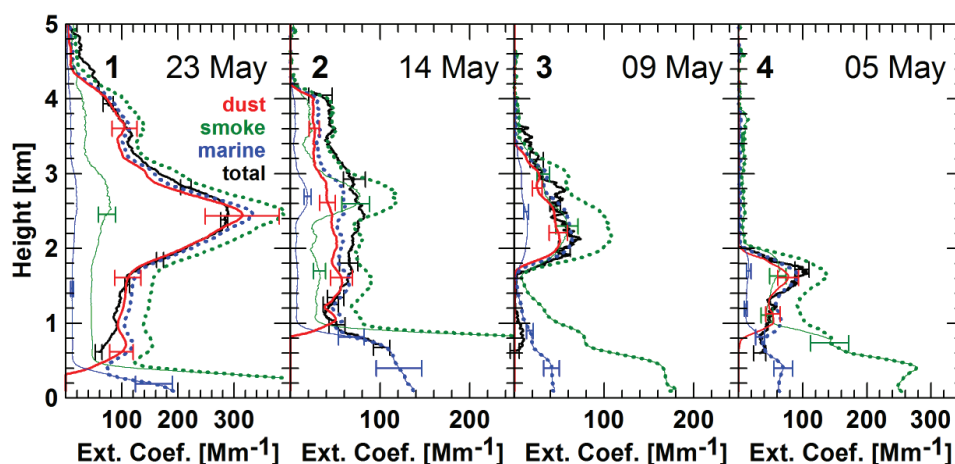 5
4
3
2
1
0
Height [km]
1 23 May
2 14 May
3 09 May
4 05 May
dust
smoke
marine
total
100 200 300
100 200
100 200
100 200 300
Ext. Coef. [Mm⁻¹] Ext. Coef. [Mm⁻¹] Ext. Coef. [Mm⁻¹] Ext. Coef. [Mm⁻¹]